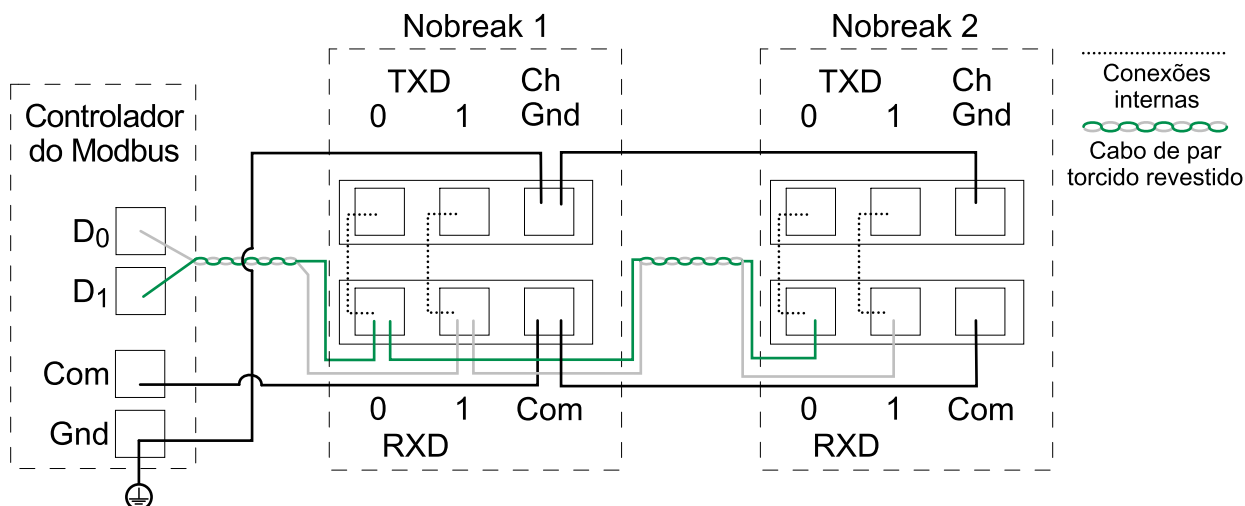 Nobreak 1
Nobreak 2
TXD
Ch
0
1
Gnd
TXD
Ch
0
1
Gnd
Conexões
internas
Cabo de par
torcido revestido
Controlador
do Modbus
D0
D1
Com
Gnd
0
1
Com
RXD
0
1
Com
RXD